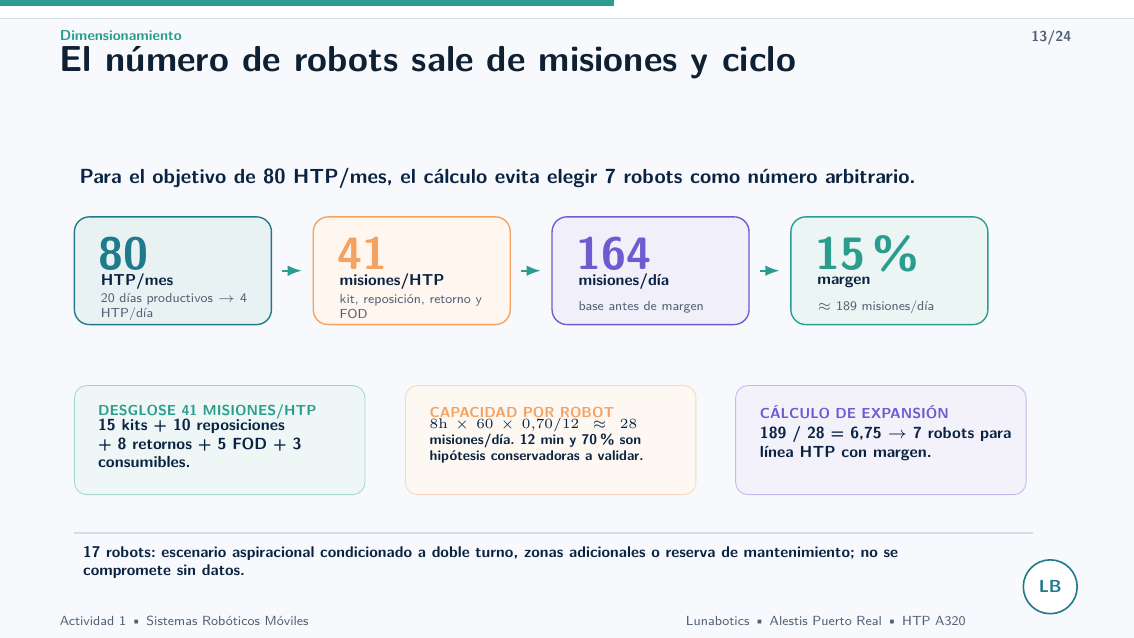 Dimensionamiento
13/24
El número de robots sale de misiones y ciclo
Para el objetivo de 80 HTP/mes, el cálculo evita elegir 7 robots como número arbitrario.
80
HTP/mes
20 días productivos → 4
HTP/día
41
misiones/HTP
kit, reposición, retorno y
FOD
164
misiones/día
base antes de margen
15 %
margen
≈ 189 misiones/día
DESGLOSE 41 MISIONES/HTP
15 kits + 10 reposiciones
+ 8 retornos + 5 FOD + 3
consumibles.
CAPACIDAD POR ROBOT
8h × 60 × 0,70/12 ≈ 28
misiones/día. 12 min y 70 % son
hipótesis conservadoras a validar.
CÁLCULO DE EXPANSIÓN
189 / 28 = 6,75 → 7 robots para
línea HTP con margen.
17 robots: escenario aspiracional condicionado a doble turno, zonas adicionales o reserva de mantenimiento; no se
compromete sin datos.
LB
Actividad 1 ▪ Sistemas Robóticos Móviles
Lunabotics ▪ Alestis Puerto Real ▪ HTP A320